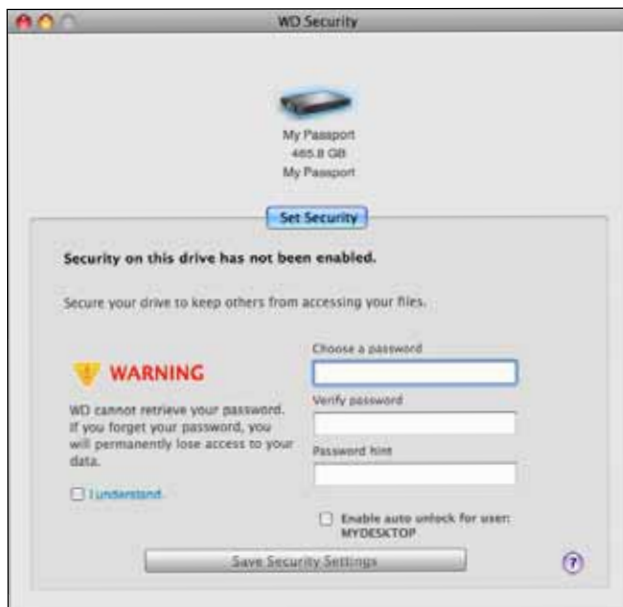 WD Security
My Passport
465.8 GB
My Passport
Set Security
Security on this drive has not been enabled.
Secure your drive to keep others from accessing your files.
WARNING
WD cannot retrieve your password.
If you forget your password, you
will permanently lose access to your
data.
I understand.
Choose a password
Verify password
Password hint
Enable auto unlock for user:
MYDESKTOP
Save Security Settings
?